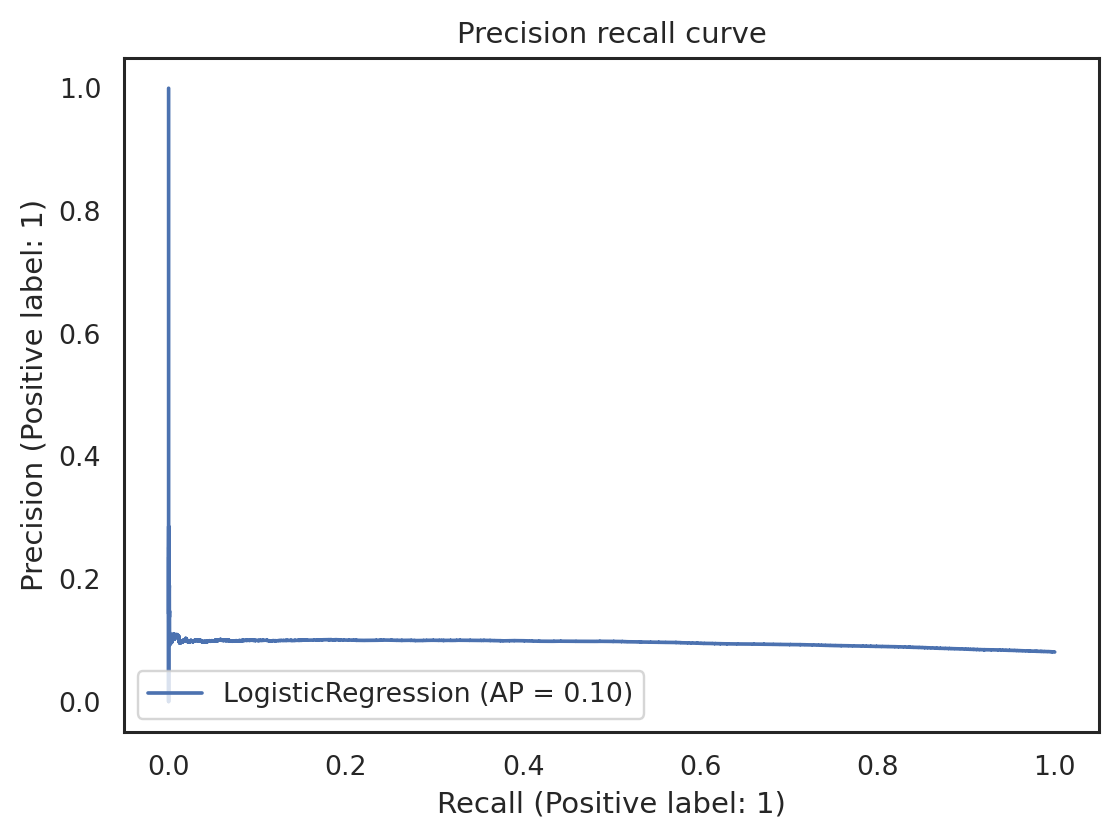 Precision recall curve
1.0
0.8
0.6
0.4
0.2
0.0
Precision (Positive label: 1)
LogisticRegression (AP = 0.10)
0.0 0.2 0.4 0.6 0.8 1.0
Recall (Positive label: 1)